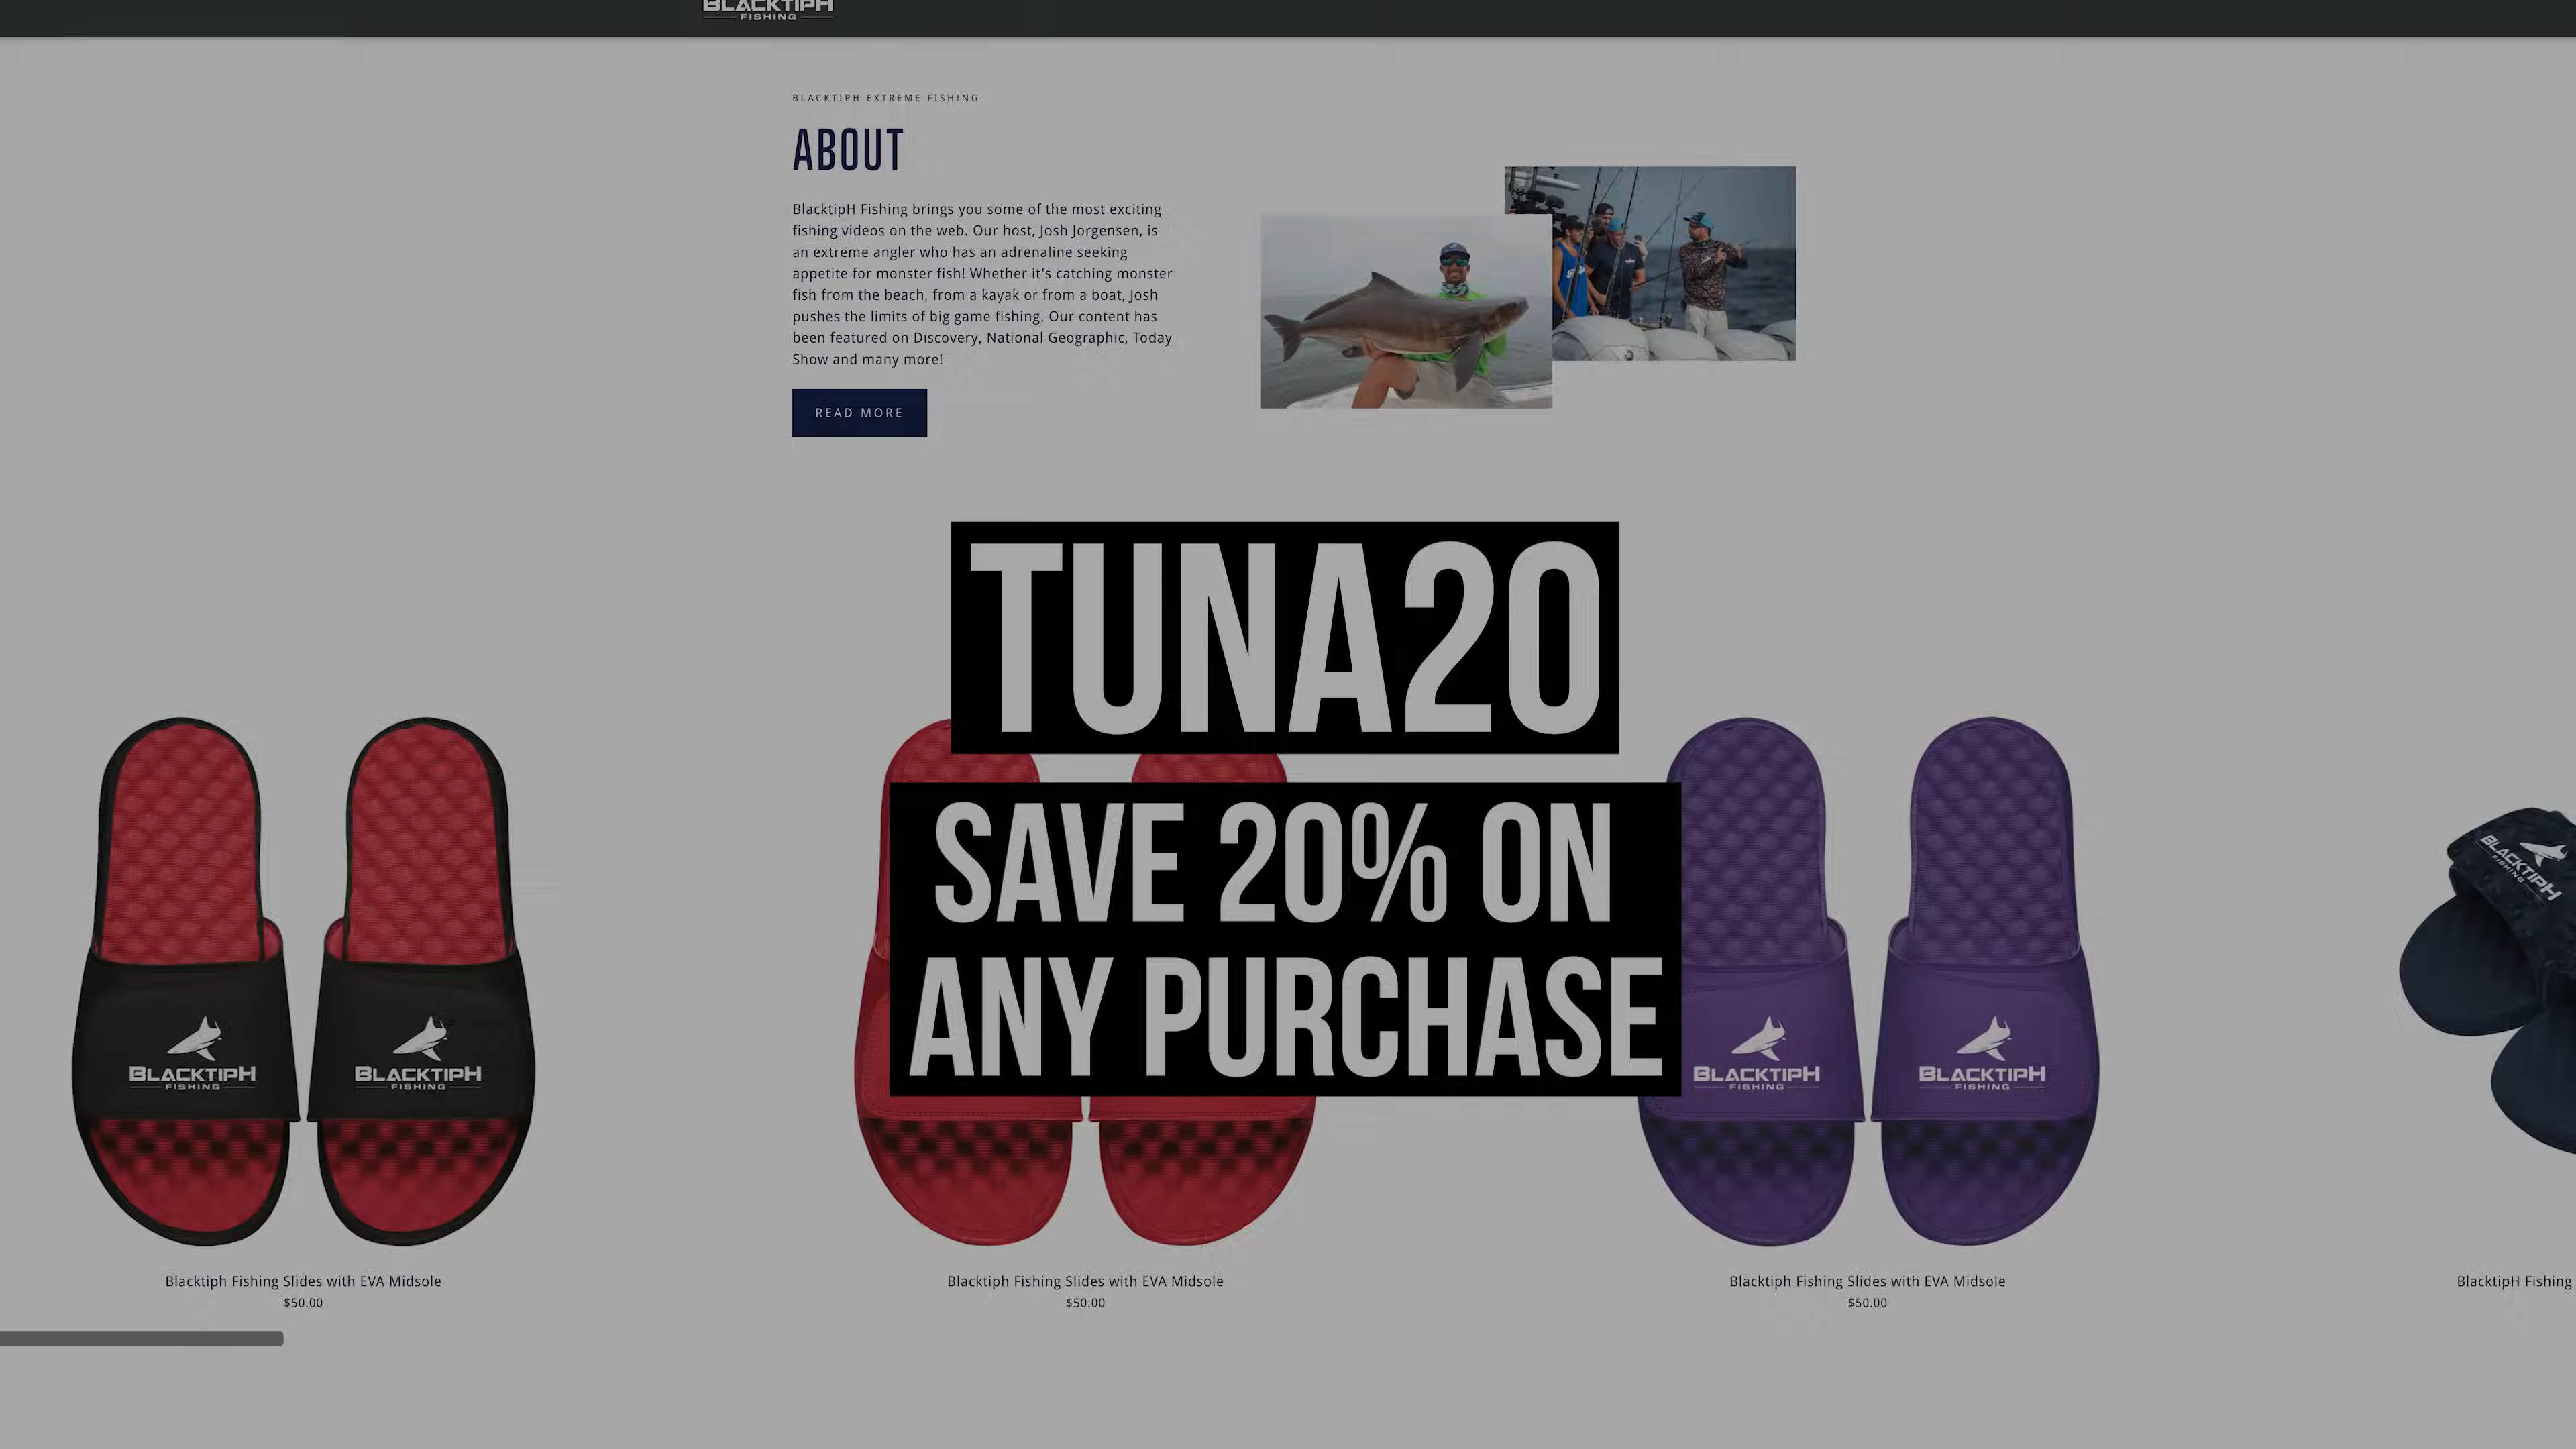 BLACKTIPH
FISHING
BLACKTIPH EXTREME FISHING
ABOUT
BlacktipH Fishing brings you some of the most exciting
fishing videos on the web. Our host, Josh Jorgensen, is
an extreme angler who has an adrenaline seeking
appetite for monster fish! Whether it's catching monster
fish from the beach, from a kayak or from a boat, Josh
pushes the limits of big game fishing. Our content has
been featured on Discovery, National Geographic, Today
Show and many more!
READ MORE
TUNA20
SAVE 20% ON
ANY PURCHASE
BLACKTIPH
FISHING
BLACKTIPH
FISHING
BLACKTIPH
FISHING
BLACKTIPH
FISHING
BLACKTIPH
FISHING
Blacktiph Fishing Slides with EVA Midsole
$50.00
Blacktiph Fishing Slides with EVA Midsole
$50.00
Blacktiph Fishing Slides with EVA Midsole
$50.00
BlacktipH Fishing